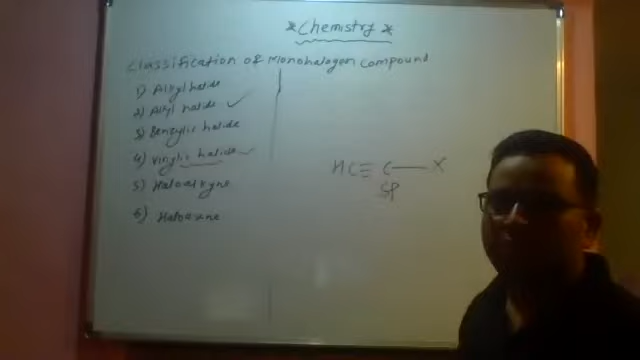 *Chemistry*
Classification of Monohalogen Compound
1) Alkyl halide
2) Allyl halide ✓
3) Benzylic halide
4) Vinylic halide ✓
5) Haloalkyne
6) Haloarene
HC≡C—X
SP